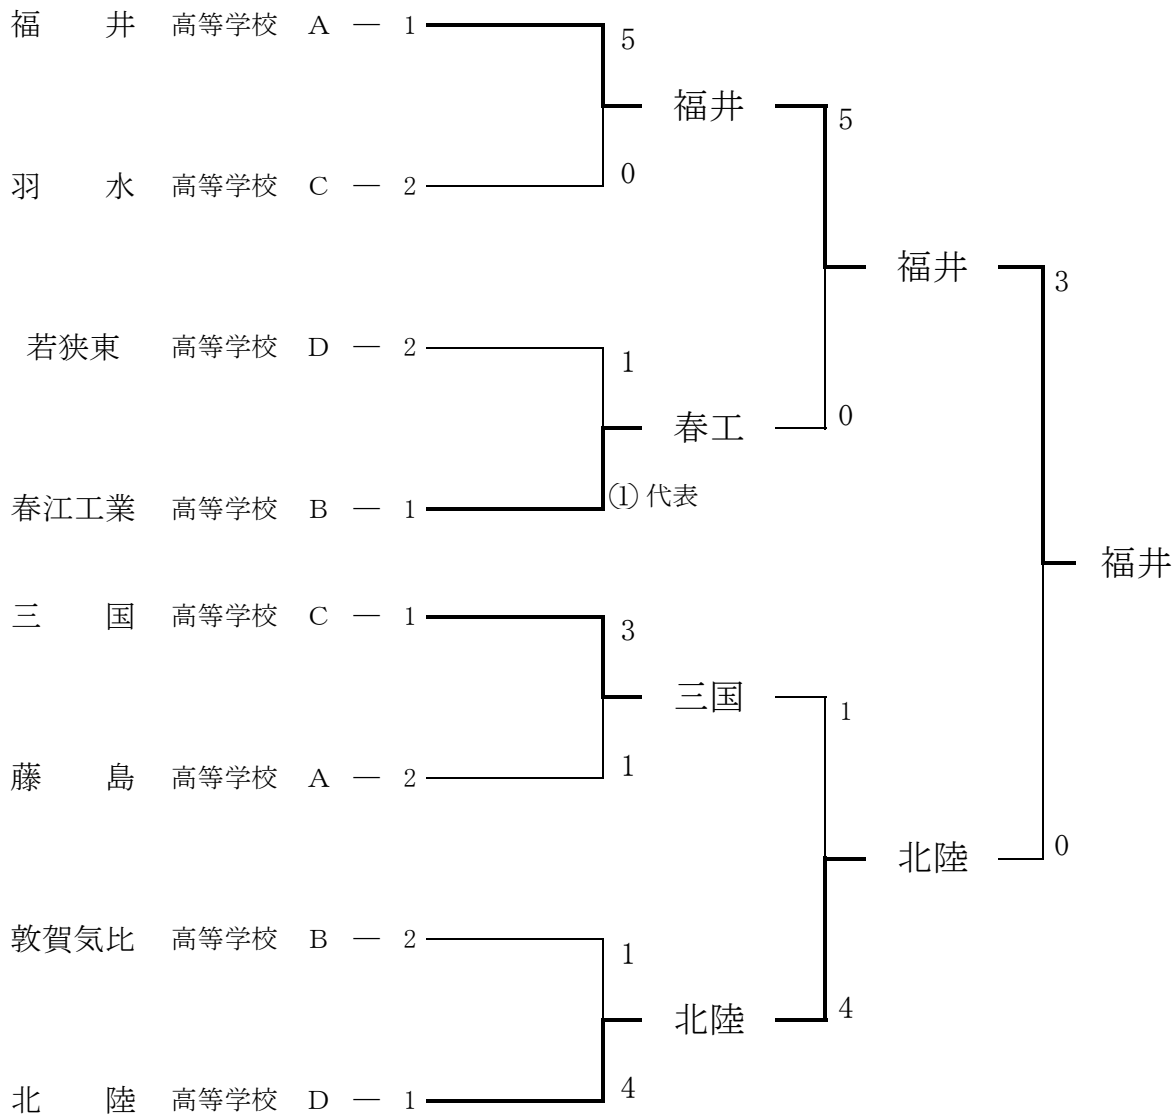 福 井 高等学校 A ― 1
5
福井
5
0
羽 水 高等学校 C ― 2
福井
3
若狭東 高等学校 D ― 2
1
春工
0
春江工業 高等学校 B ― 1
① 代表
福井
三 国 高等学校 C ― 1
3
三国
1
1
藤 島 高等学校 A ― 2
北陸
0
敦賀気比 高等学校 B ― 2
1
北陸
4
北 陸 高等学校 D ― 1
4